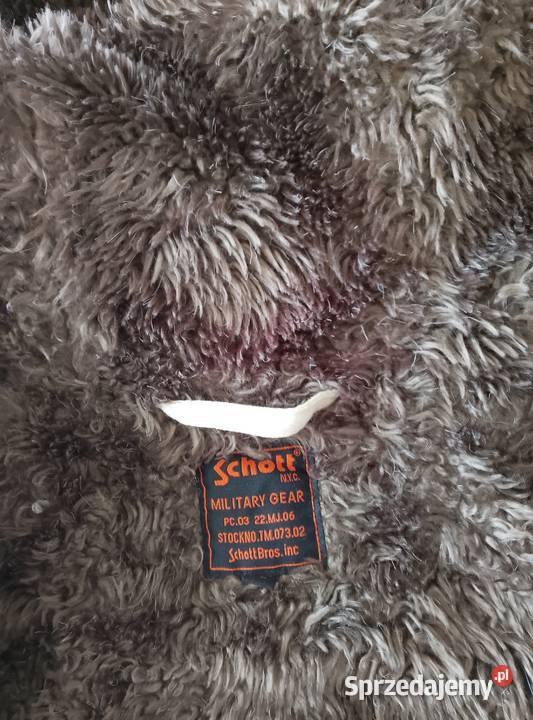 Schott®
N.Y.C.
MILITARY GEAR
PC.03 22.MJ.06
STOCKNO.TM.073.02
SchottBros.inc
Sprzedajemy.pl